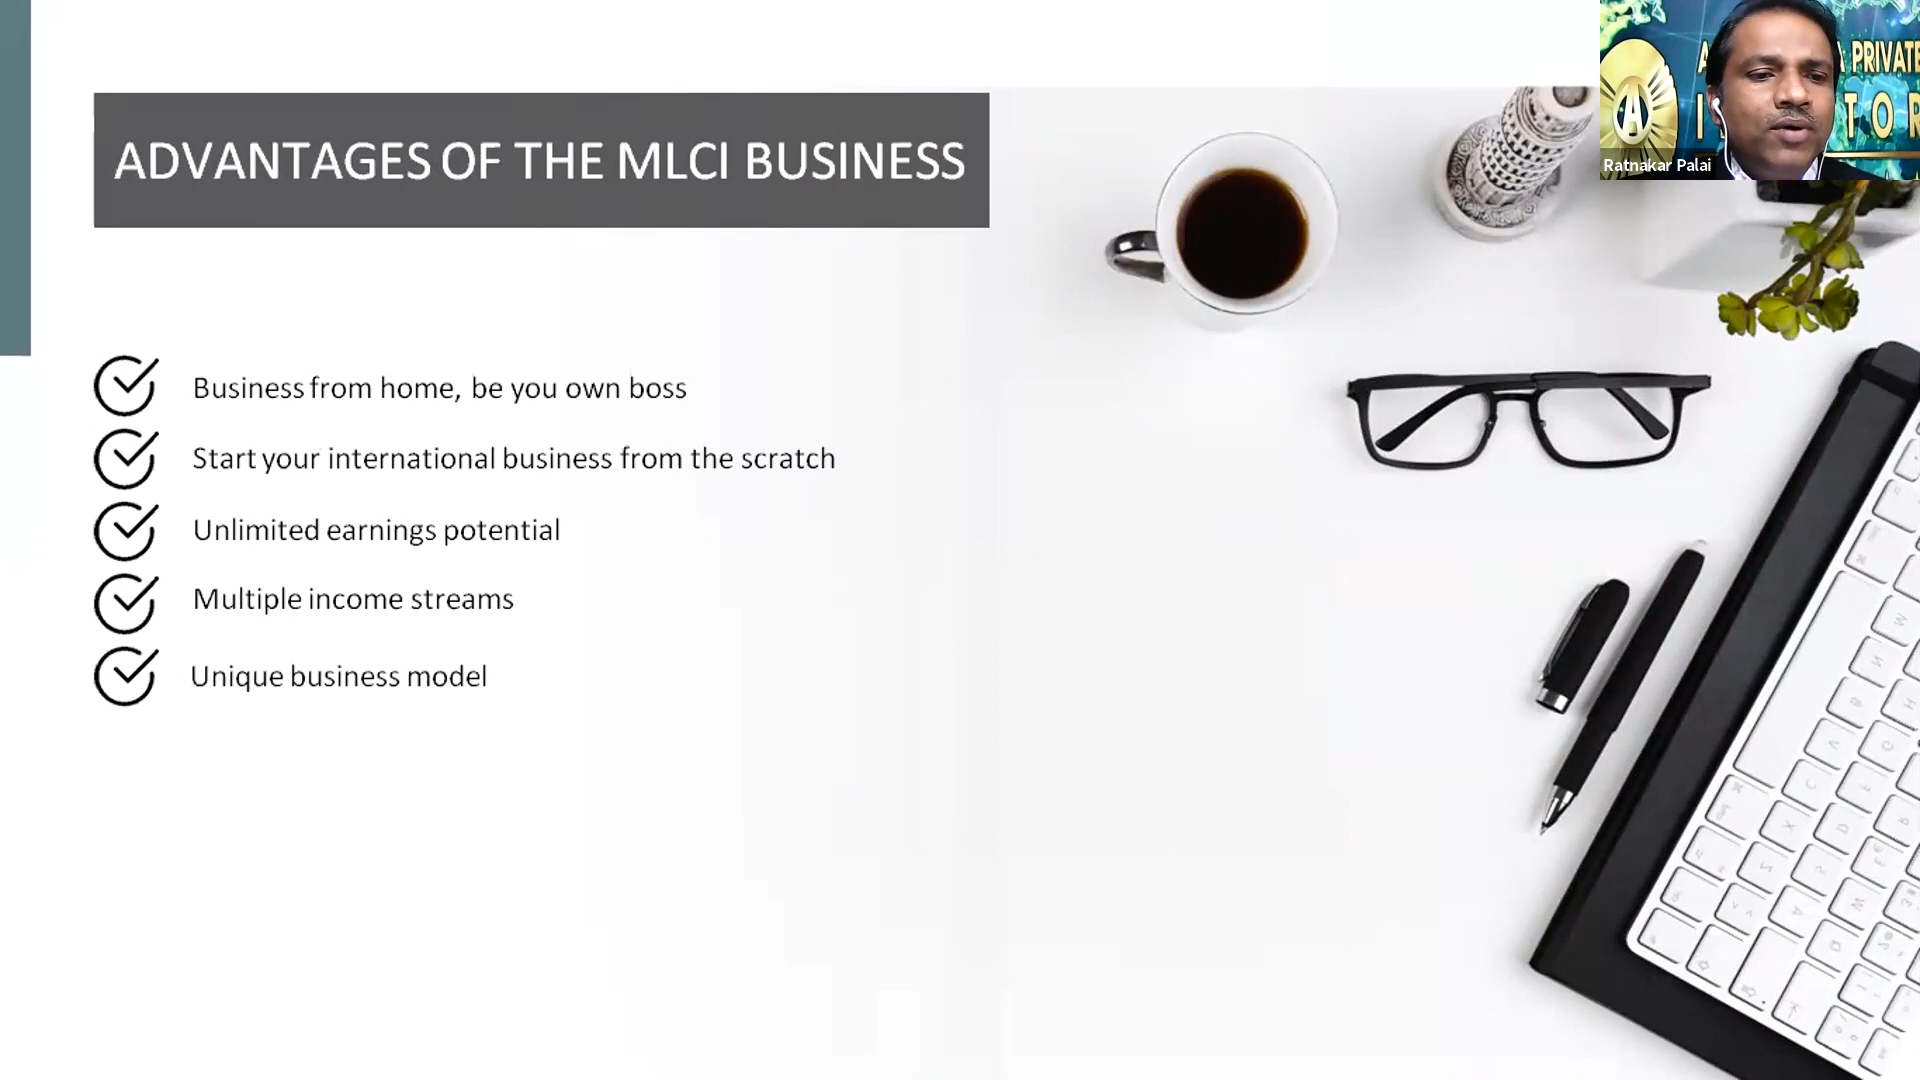 ADVANTAGES OF THE MLCI BUSINESS
PRIVATE
Ratnakar Palai
Business from home, be you own boss
Start your international business from the scratch
Unlimited earnings potential
Multiple income streams
Unique business model